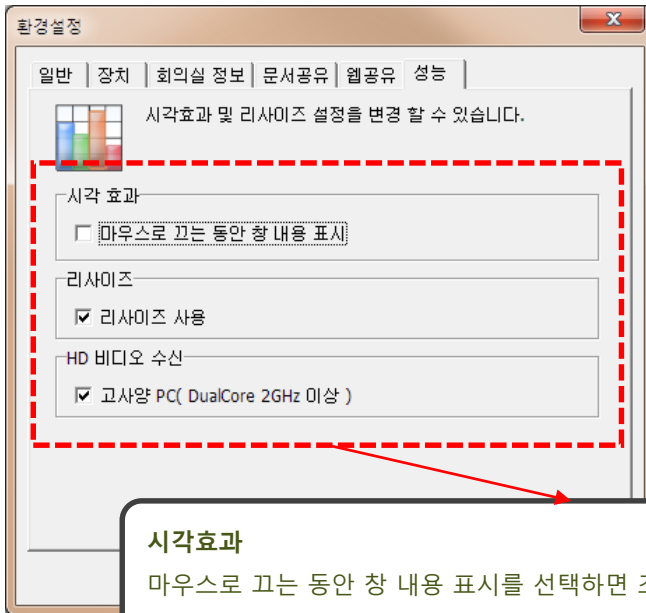 환경설정
일반 장치 회의실 정보 문서공유 웹공유 성능
시각효과 및 리사이즈 설정을 변경 할 수 있습니다.
시각 효과
마우스로 끄는 동안 창 내용 표시
리사이즈
리사이즈 사용
HD 비디오 수신
고사양 PC( DualCore 2GHz 이상 )
시각효과
마우스로 끄는 동안 창 내용 표시를 선택하면